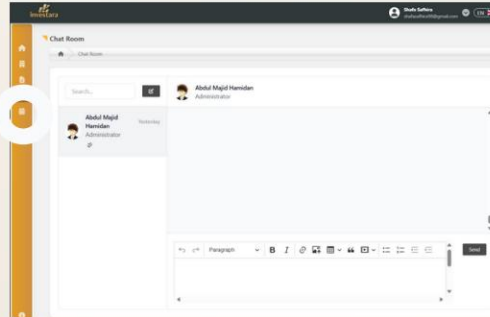 Investara
Shafa Saffera
EN
Chat Room
Chat Room
Search...
Abdul Majid Hamidan
Administrator
Abdul Majid
Hamidan
Administrator
Yesterday
Paragraph
B I
Send